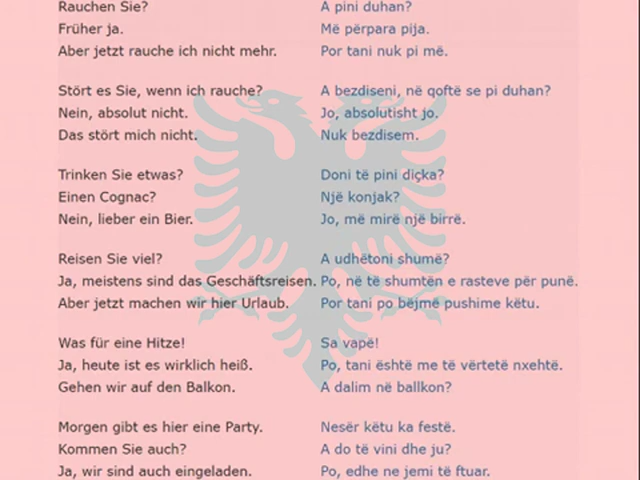 Rauchen Sie? A pini duhan?
Früher ja. Më përpara pija.
Aber jetzt rauche ich nicht mehr. Por tani nuk pi më.
Stört es Sie, wenn ich rauche? A bezdiseni, në qoftë se pi duhan?
Nein, absolut nicht. Jo, absolutisht jo.
Das stört mich nicht. Nuk bezdisem.
Trinken Sie etwas? Doni të pini diçka?
Einen Cognac? Një konjak?
Nein, lieber ein Bier. Jo, më mirë një birrë.
Reisen Sie viel? A udhëtoni shumë?
Ja, meistens sind das Geschäftsreisen. Po, në të shumtën e rasteve për punë.
Aber jetzt machen wir hier Urlaub. Por tani po bëjmë pushime këtu.
Was für eine Hitze! Sa vapë!
Ja, heute ist es wirklich heiß. Po, tani është me të vërtetë nxehtë.
Gehen wir auf den Balkon. A dalim në ballkon?
Morgen gibt es hier eine Party. Nesër këtu ka festë.
Kommen Sie auch? A do të vini dhe ju?
Ja, wir sind auch eingeladen. Po, edhe ne jemi të ftuar.